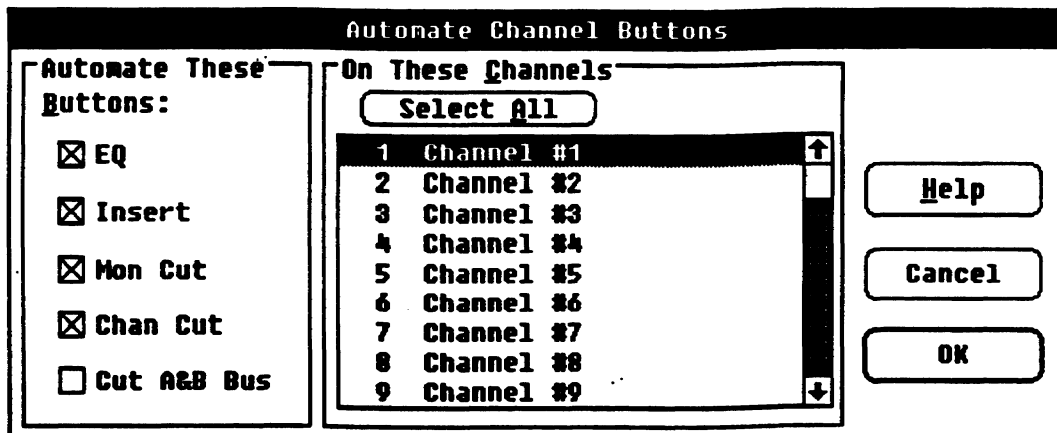 Automate Channel Buttons
Automate These
Buttons:
EQ
Insert
Mon Cut
Chan Cut
Cut A&B Bus
On These Channels
Select All
1 Channel #1
2 Channel #2
3 Channel #3
4 Channel #4
5 Channel #5
6 Channel #6
7 Channel #7
8 Channel #8
9 Channel #9
Help
Cancel
OK